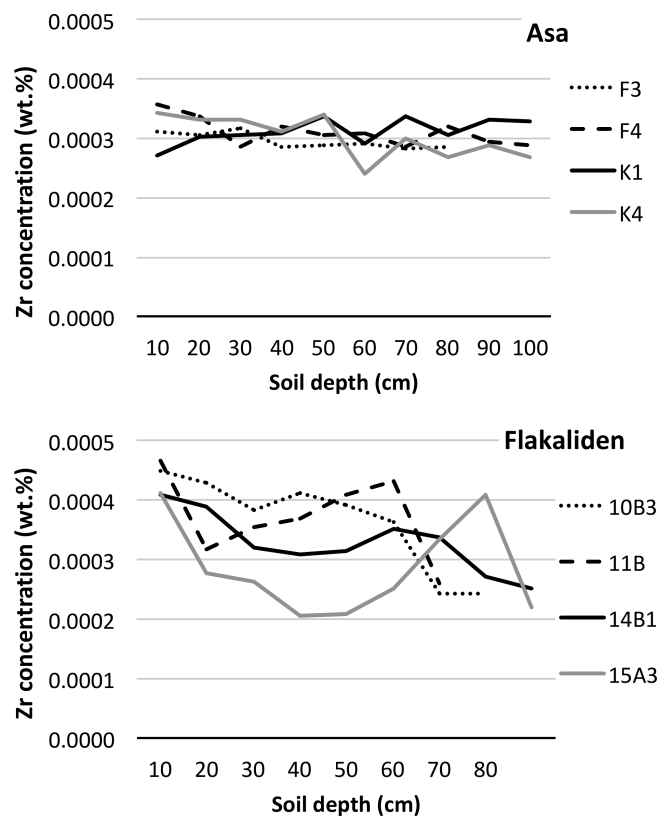 Asa
Zr concentration (wt.%)
0.0005
0.0004
0.0003
0.0002
0.0001
0.0000
10 20 30 40 50 60 70 80 90 100
Soil depth (cm)
F3
F4
K1
K4
Flakaliden
Zr concentration (wt.%)
0.0005
0.0004
0.0003
0.0002
0.0001
0.0000
10 20 30 40 50 60 70 80
Soil depth (cm)
10B3
11B
14B1
15A3